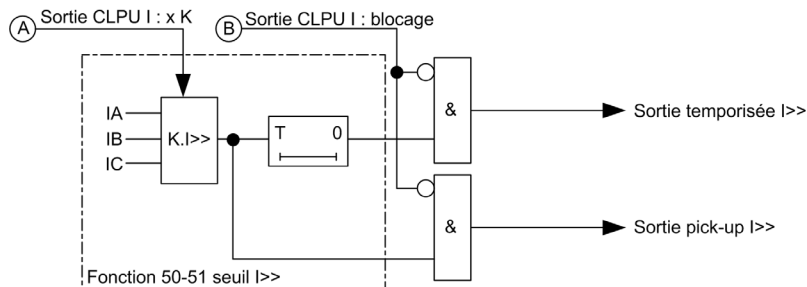 A
Sortie CLPU I : x K
B
Sortie CLPU I : blocage
IA
IB
IC
K.I>>
T 0
&
Sortie temporisée I>>
&
Sortie pick-up I>>
Fonction 50-51 seuil I>>